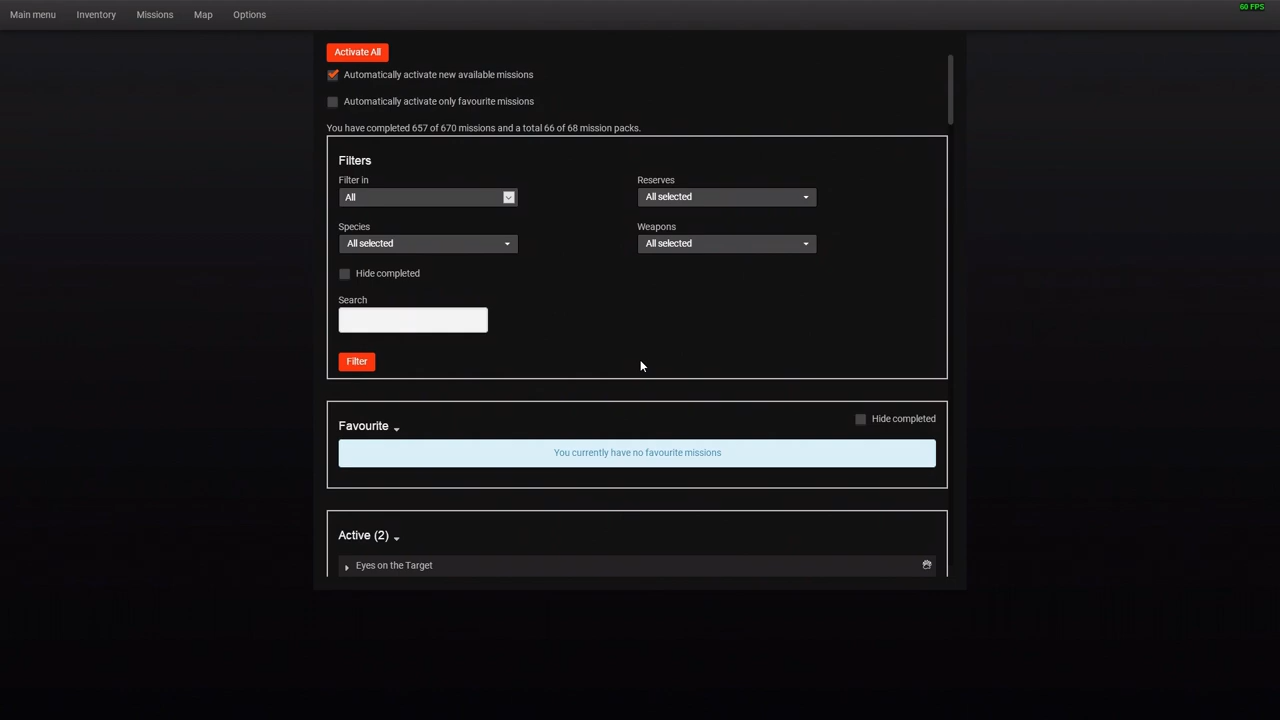 Main menu Inventory Missions Map Options
60 FPS
Activate All
Automatically activate new available missions
Automatically activate only favourite missions
You have completed 657 of 670 missions and a total 66 of 68 mission packs.
Filters
Filter in Reserves
All All selected
Species Weapons
All selected All selected
Hide completed
Search
Filter
Favourite Hide completed
You currently have no favourite missions
Active (2)
Eyes on the Target